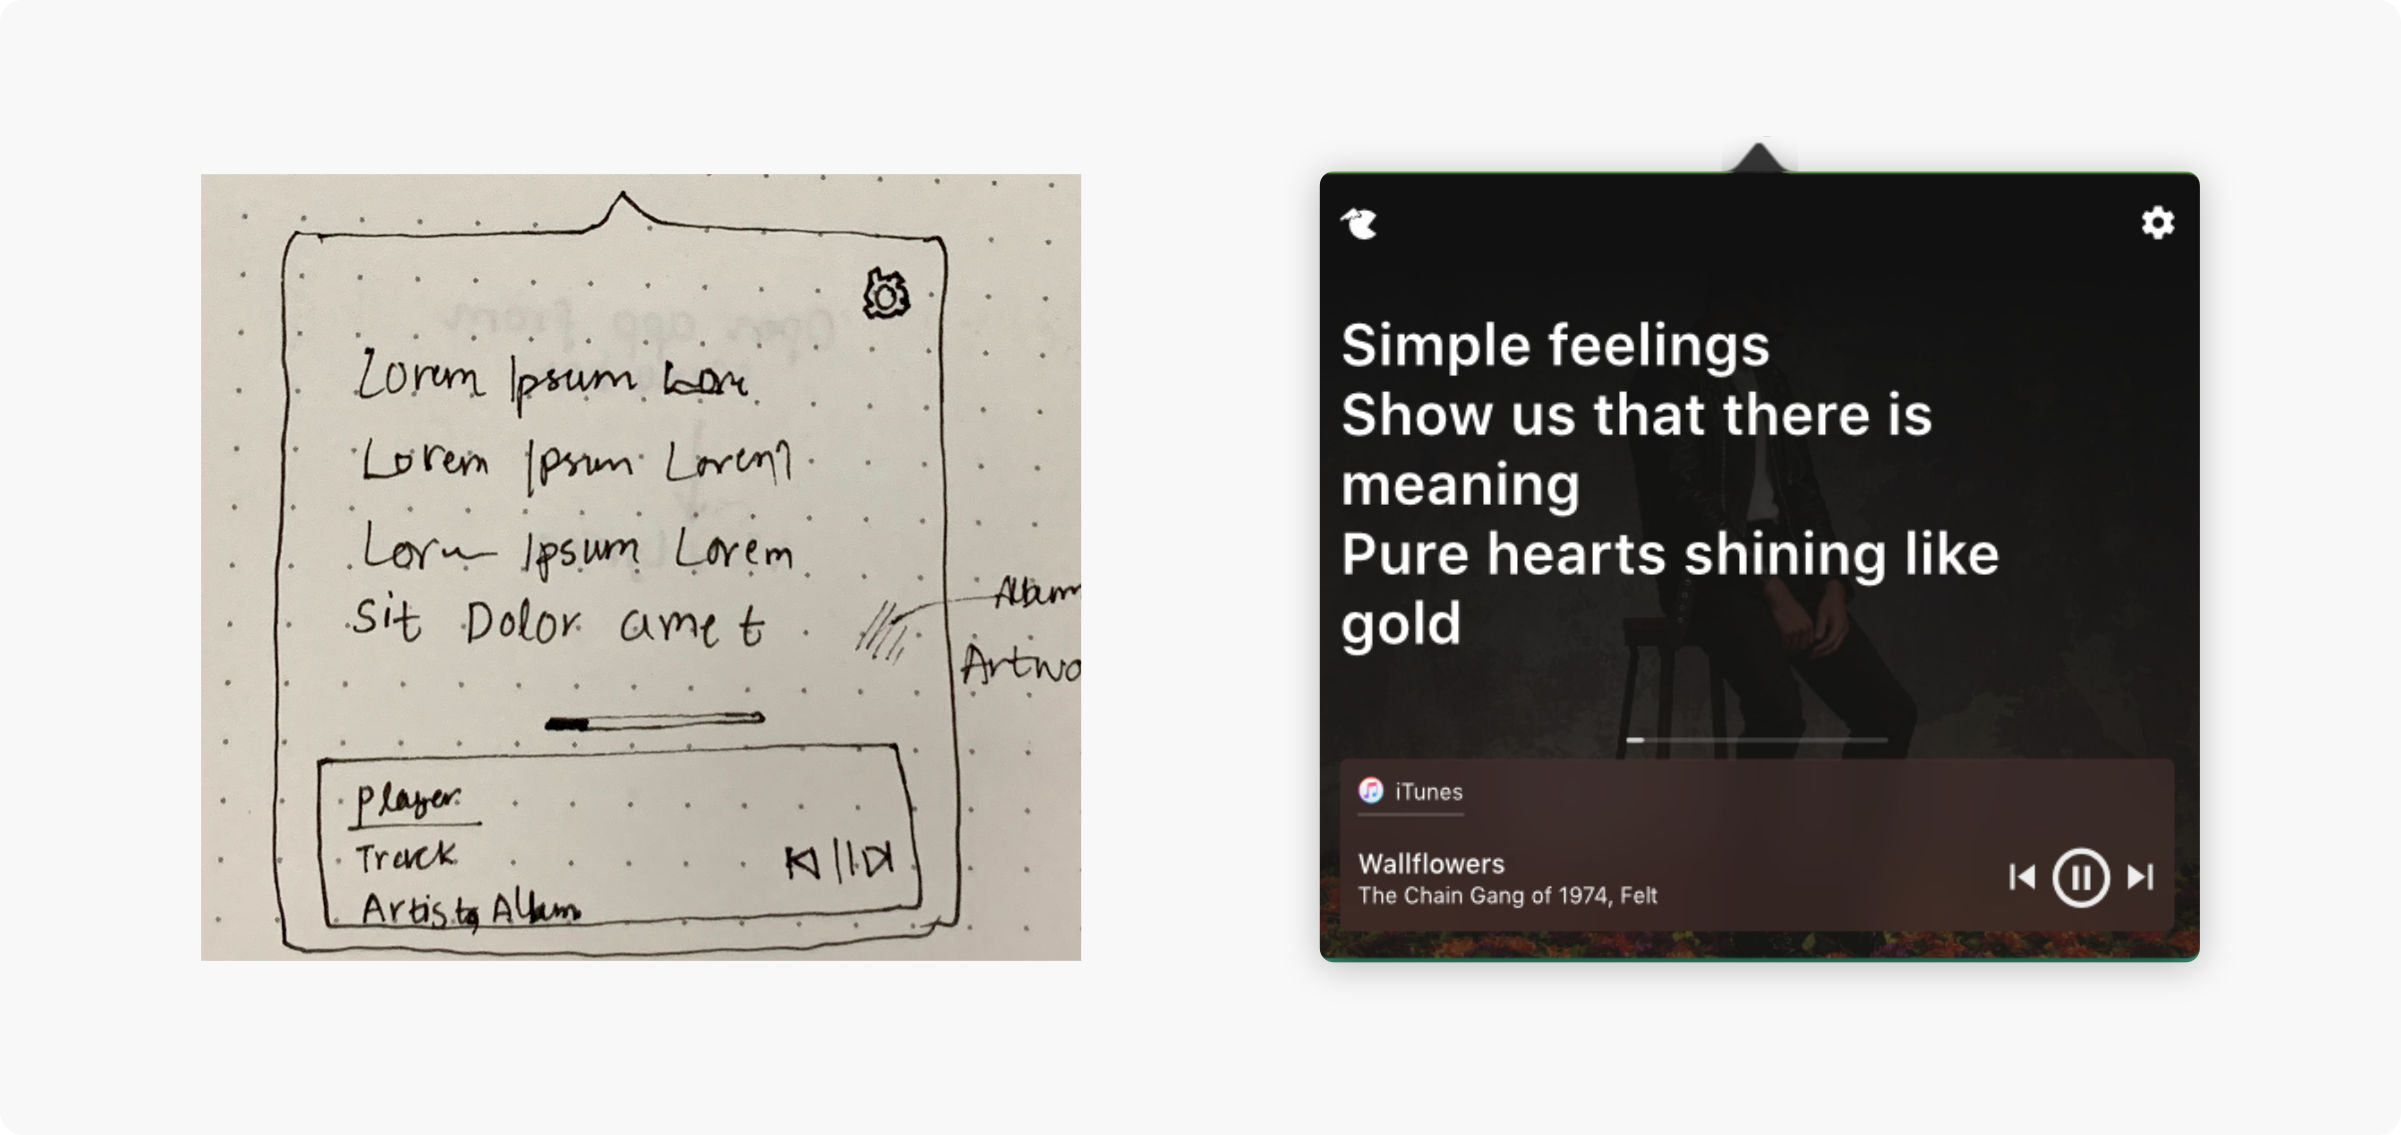 Lorem Ipsum Lore
Lorem Ipsum Lorem
Lorem Ipsum Lorem
Sit Dolor amet
Album
Artwo
Player
Track
Artist, Album
Simple feelings
Show us that there is
meaning
Pure hearts shining like
gold
iTunes
Wallflowers
The Chain Gang of 1974, Felt